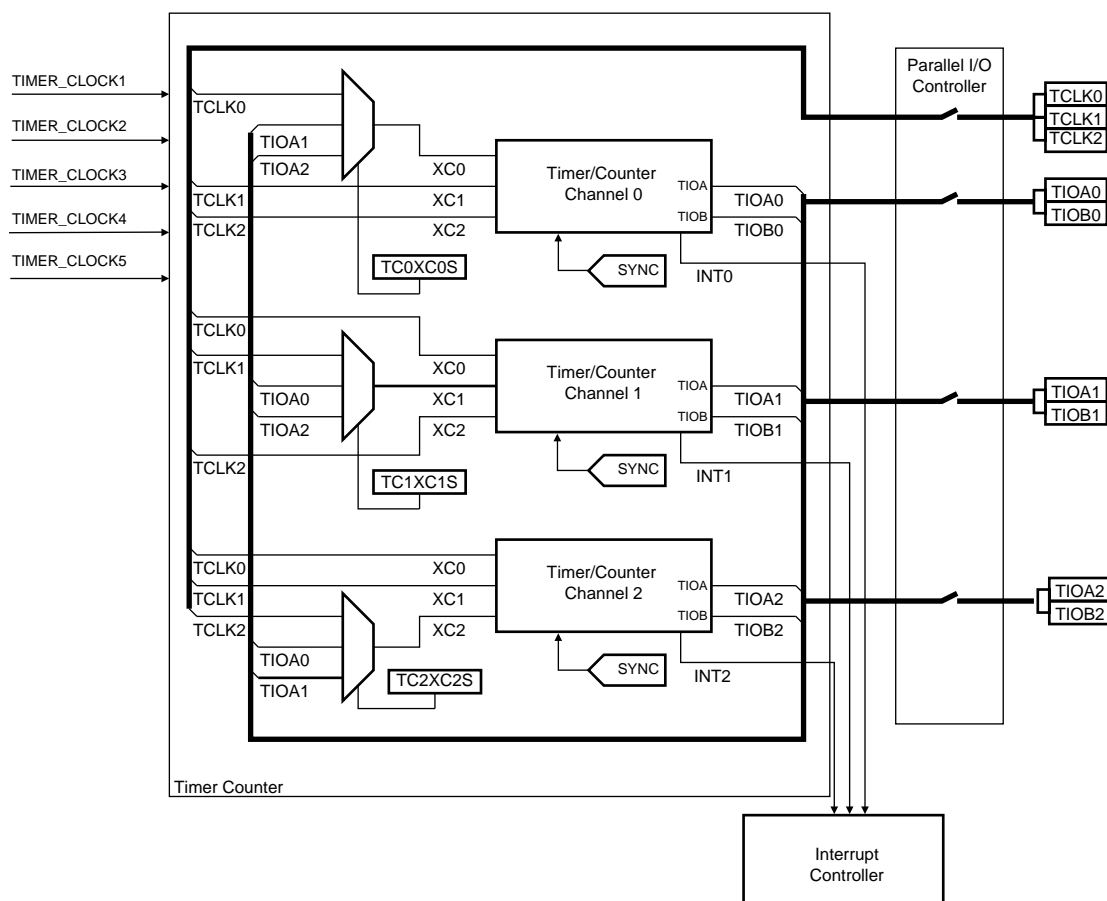 TIMER_CLOCK1
TIMER_CLOCK2
TIMER_CLOCK3
TIMER_CLOCK4
TIMER_CLOCK5
TCLK0
TIOA1
TIOA2
TCLK1
TCLK2
XC0
XC1
XC2
TC0XC0S
Timer/Counter
Channel 0
TIOA
TIOB
TIOA0
TIOB0
SYNC
INT0
TCLK0
TCLK1
TIOA0
TIOA2
TCLK2
XC0
XC1
XC2
TC1XC1S
Timer/Counter
Channel 1
TIOA
TIOB
TIOA1
TIOB1
SYNC
INT1
TCLK0
TCLK1
TCLK2
TIOA0
TIOA1
XC0
XC1
XC2
TC2XC2S
Timer/Counter
Channel 2
TIOA
TIOB
TIOA2
TIOB2
SYNC
INT2
Timer Counter
Parallel I/O
Controller
TCLK0
TCLK1
TCLK2
TIOA0
TIOB0
TIOA1
TIOB1
TIOA2
TIOB2
Interrupt
Controller